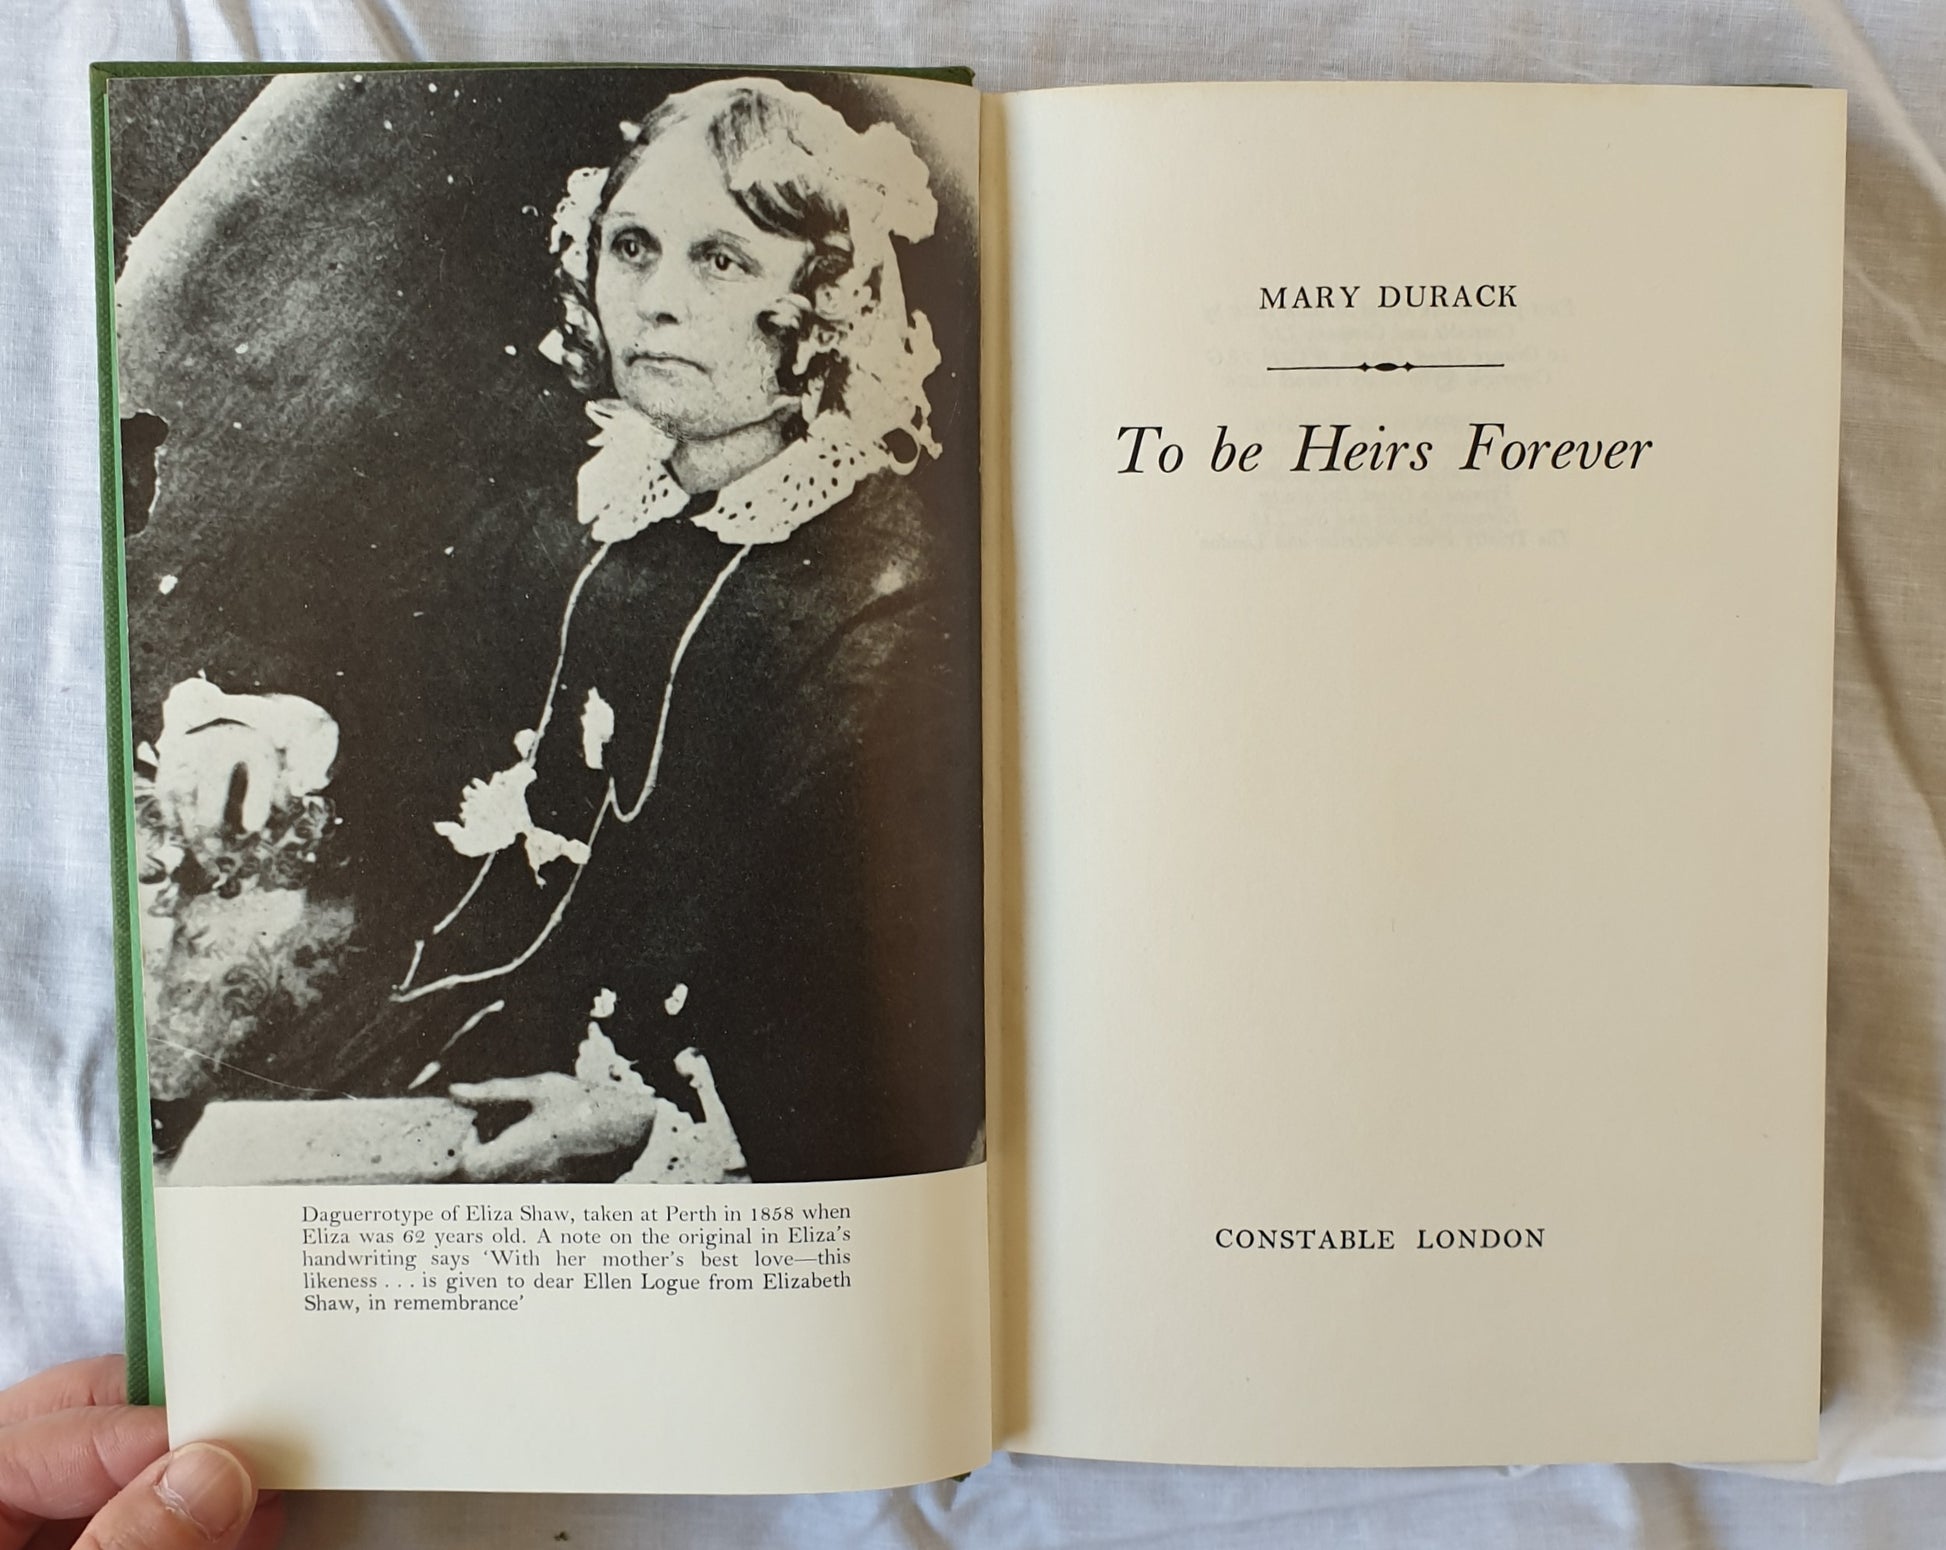 Daguerrotype of Eliza Shaw, taken at Perth in 1858 when
Eliza was 62 years old. A note on the original in Eliza's
handwriting says 'With her mother's best love—this
likeness . . . is given to dear Ellen Logue from Elizabeth
Shaw, in remembrance'
MARY DURACK
To be Heirs Forever
CONSTABLE LONDON